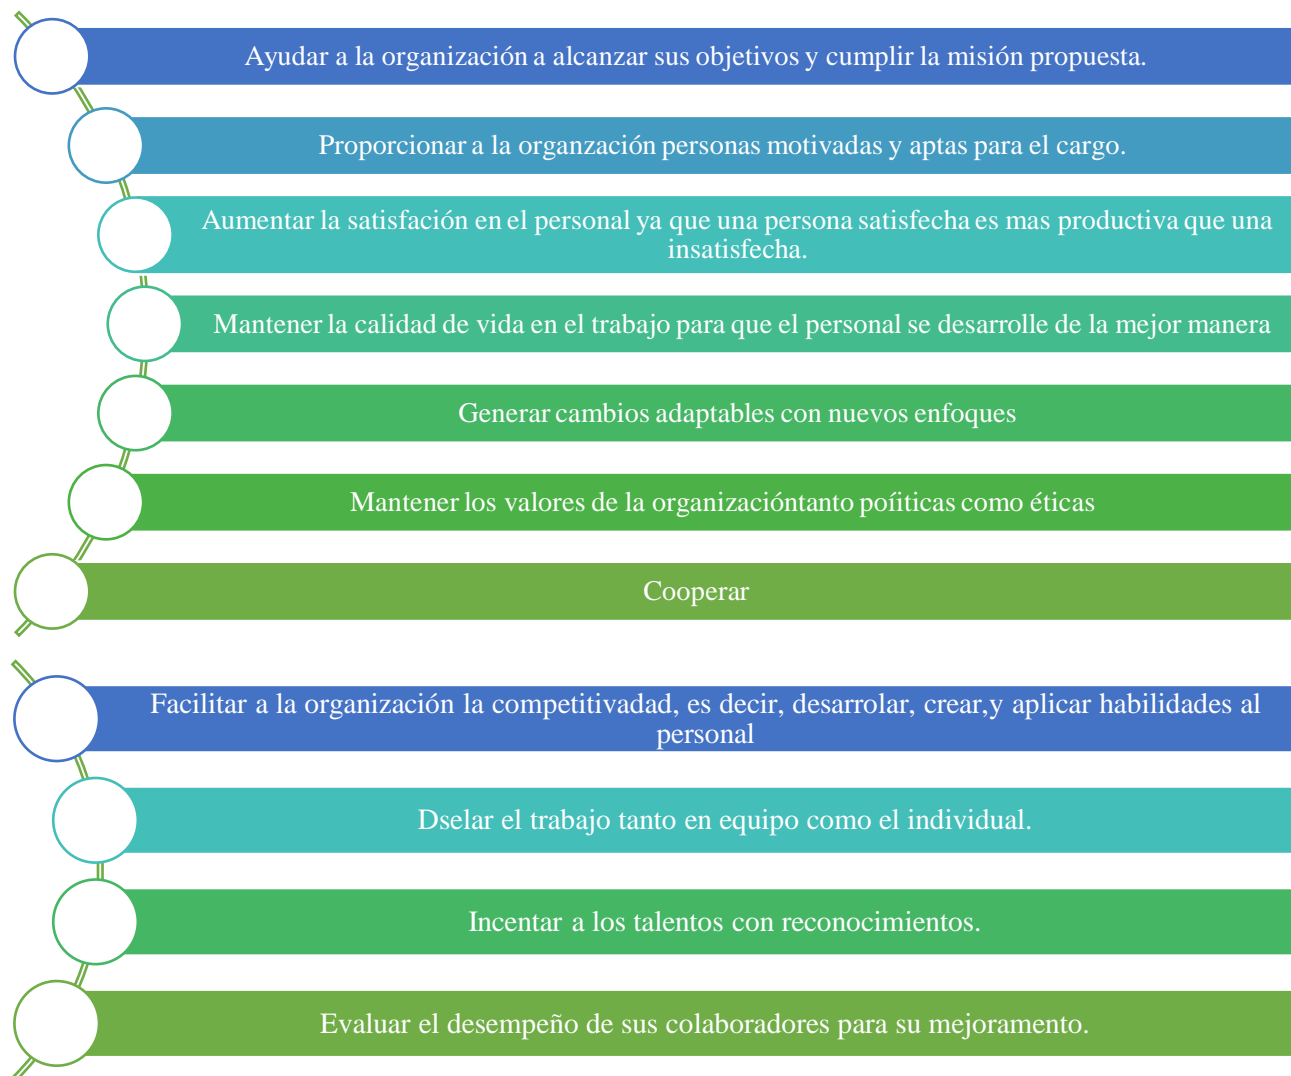 Ayudar a la organización a alcanzar sus objetivos y cumplir la misión propuesta.
Proporcionar a la organzación personas motivadas y aptas para el cargo.
Aumentar la satisfación en el personal ya que una persona satisfecha es mas productiva que una
insatisfecha.
Mantener la calidad de vida en el trabajo para que el personal se desarrolle de la mejor manera
Generar cambios adaptables con nuevos enfoques
Mantener los valores de la organizacióntanto poíiticas como éticas
Cooperar
Facilitar a la organización la competitivadad, es decir, desarrolar, crear,y aplicar habilidades al
personal
Dselar el trabajo tanto en equipo como el individual.
Incentar a los talentos con reconocimientos.
Evaluar el desempeño de sus colaboradores para su mejoramento.